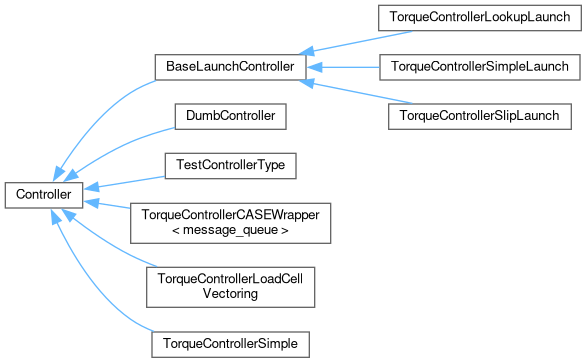 TorqueControllerLookupLaunch
BaseLaunchController
TorqueControllerSimpleLaunch
DumbController
TorqueControllerSlipLaunch
TestControllerType
Controller
TorqueControllerCASEWrapper
< message_queue >
TorqueControllerLoadCell
Vectoring
TorqueControllerSimple